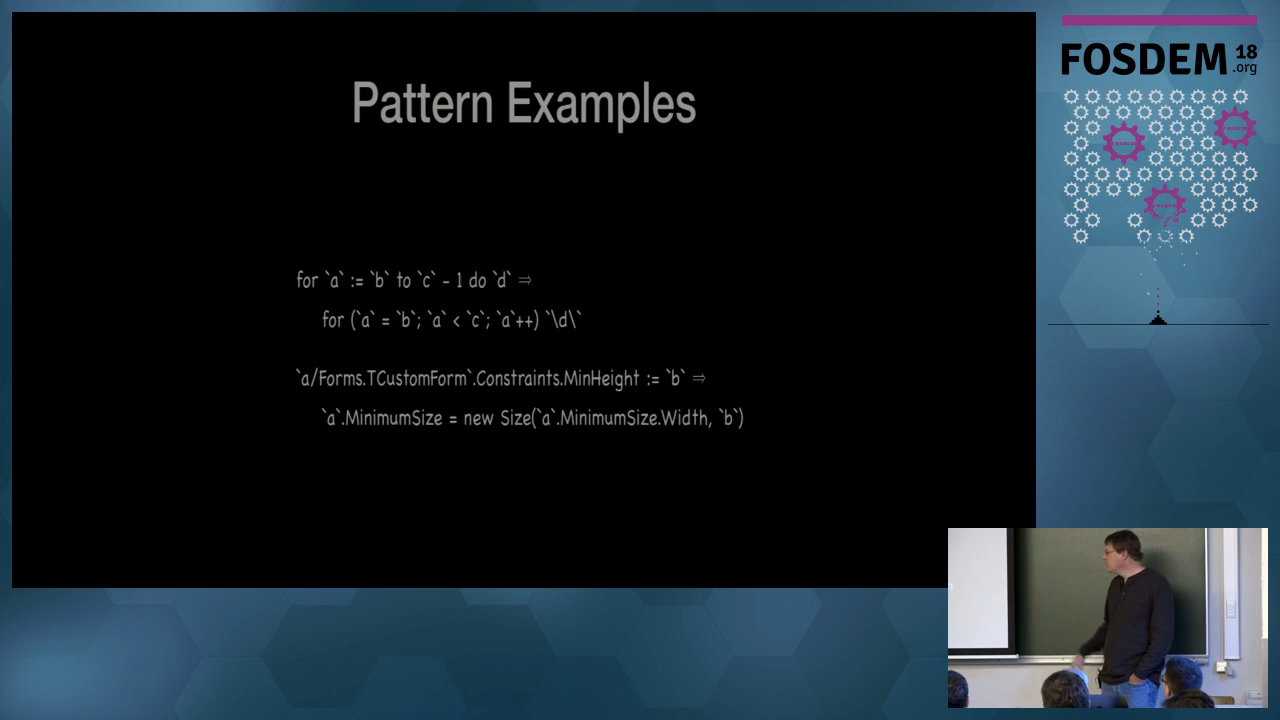 Pattern Examples
for `a` := `b` to `c` - 1 do `d` ⇒
for (`a` = `b`; `a` < `c`; `a`++) `\d\`
`a/Forms.TCustomForm`.Constraints.MinHeight := `b` ⇒
`a`.MinimumSize = new Size(`a`.MinimumSize.Width, `b`)
FOSDEM 18
.org